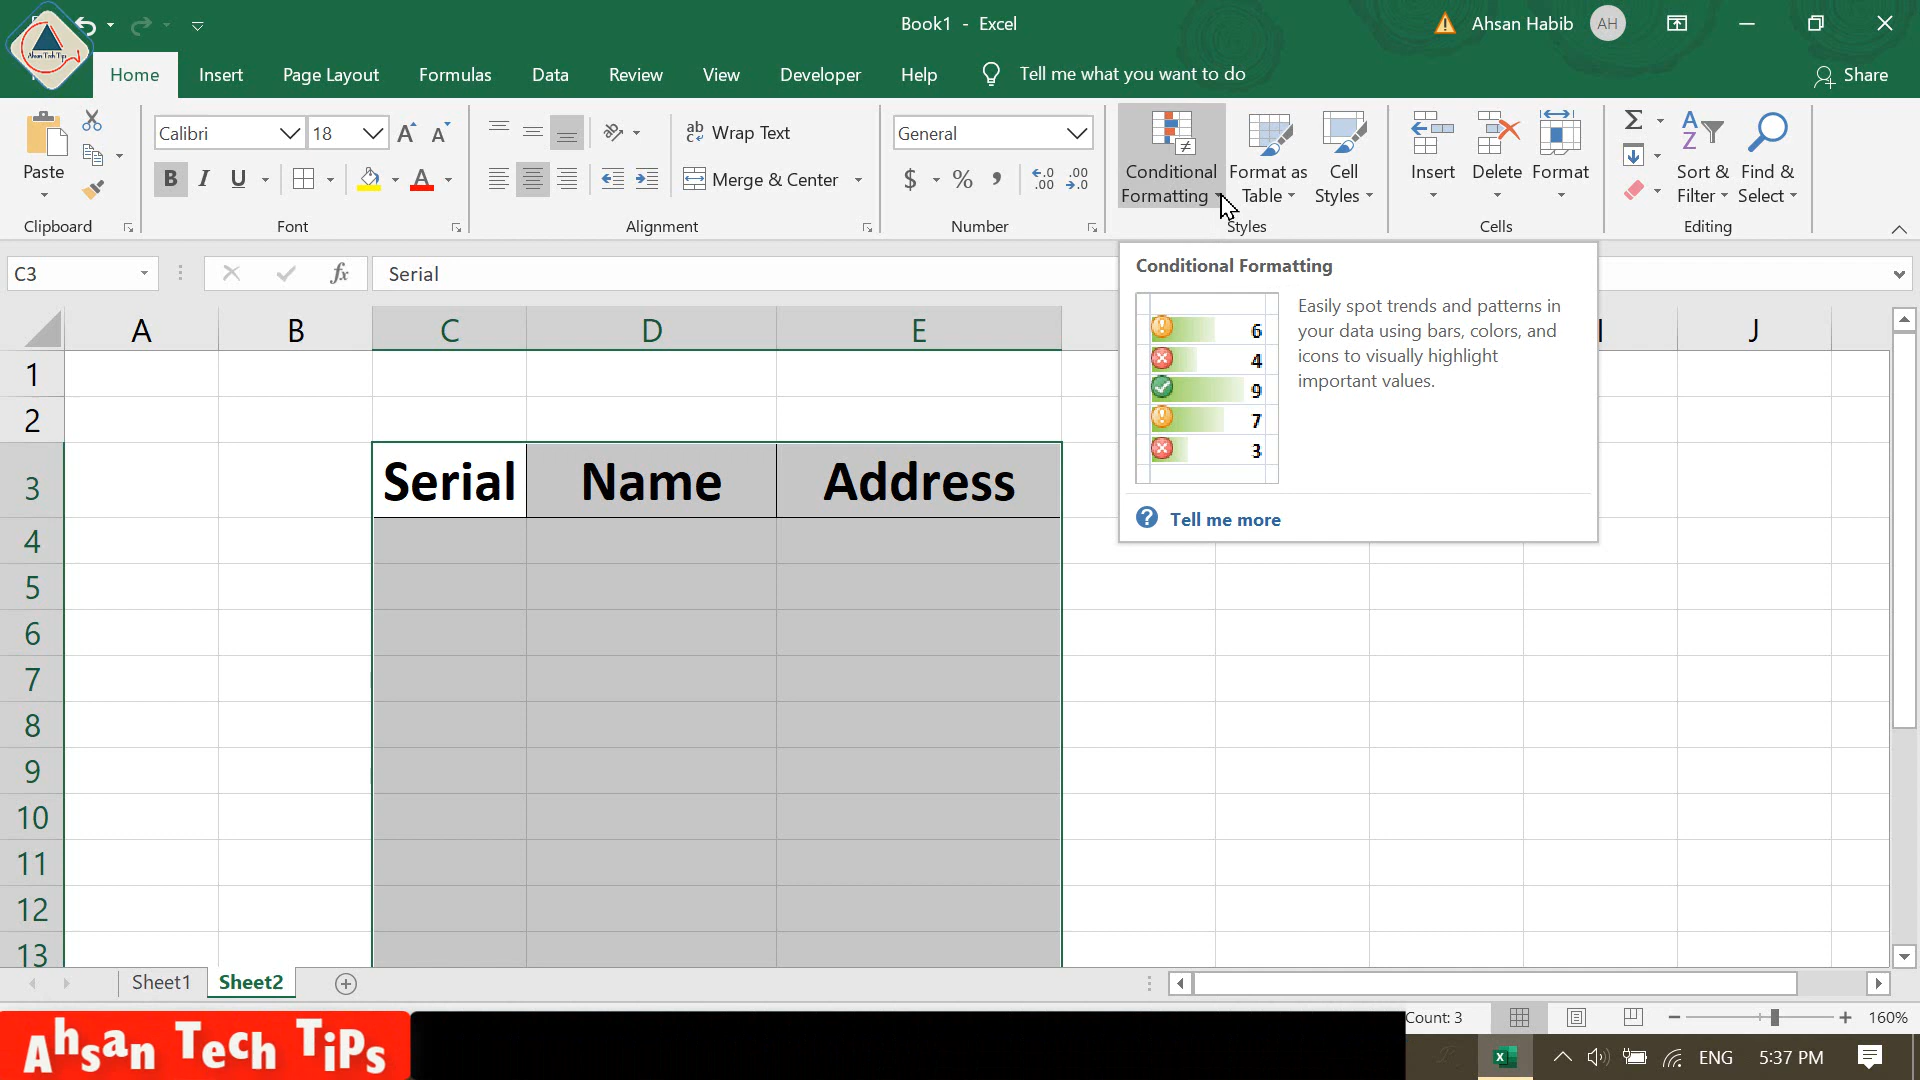 Book1 - Excel
Ahsan Habib
AH
Ahsan Tech Tips
Home
Insert
Page Layout
Formulas
Data
Review
View
Developer
Help
Tell me what you want to do
Share
Paste
Clipboard
Calibri
18
B I U
Font
ab Wrap Text
Merge & Center
Alignment
General
$ % ,
Number
Conditional
Formatting
Format as
Table
Cell
Styles
Styles
Insert
Delete
Format
Cells
Sort &
Filter
Find &
Select
Editing
C3
fx
Serial
Conditional Formatting
Easily spot trends and patterns in
your data using bars, colors, and
icons to visually highlight
important values.
6
4
9
7
3
Tell me more
A B C D E I J
1
2
3 Serial Name Address
4
5
6
7
8
9
10
11
12
13
Sheet1
Sheet2
Count: 3
160%
Ahsan Tech TiPs
ENG
5:37 PM